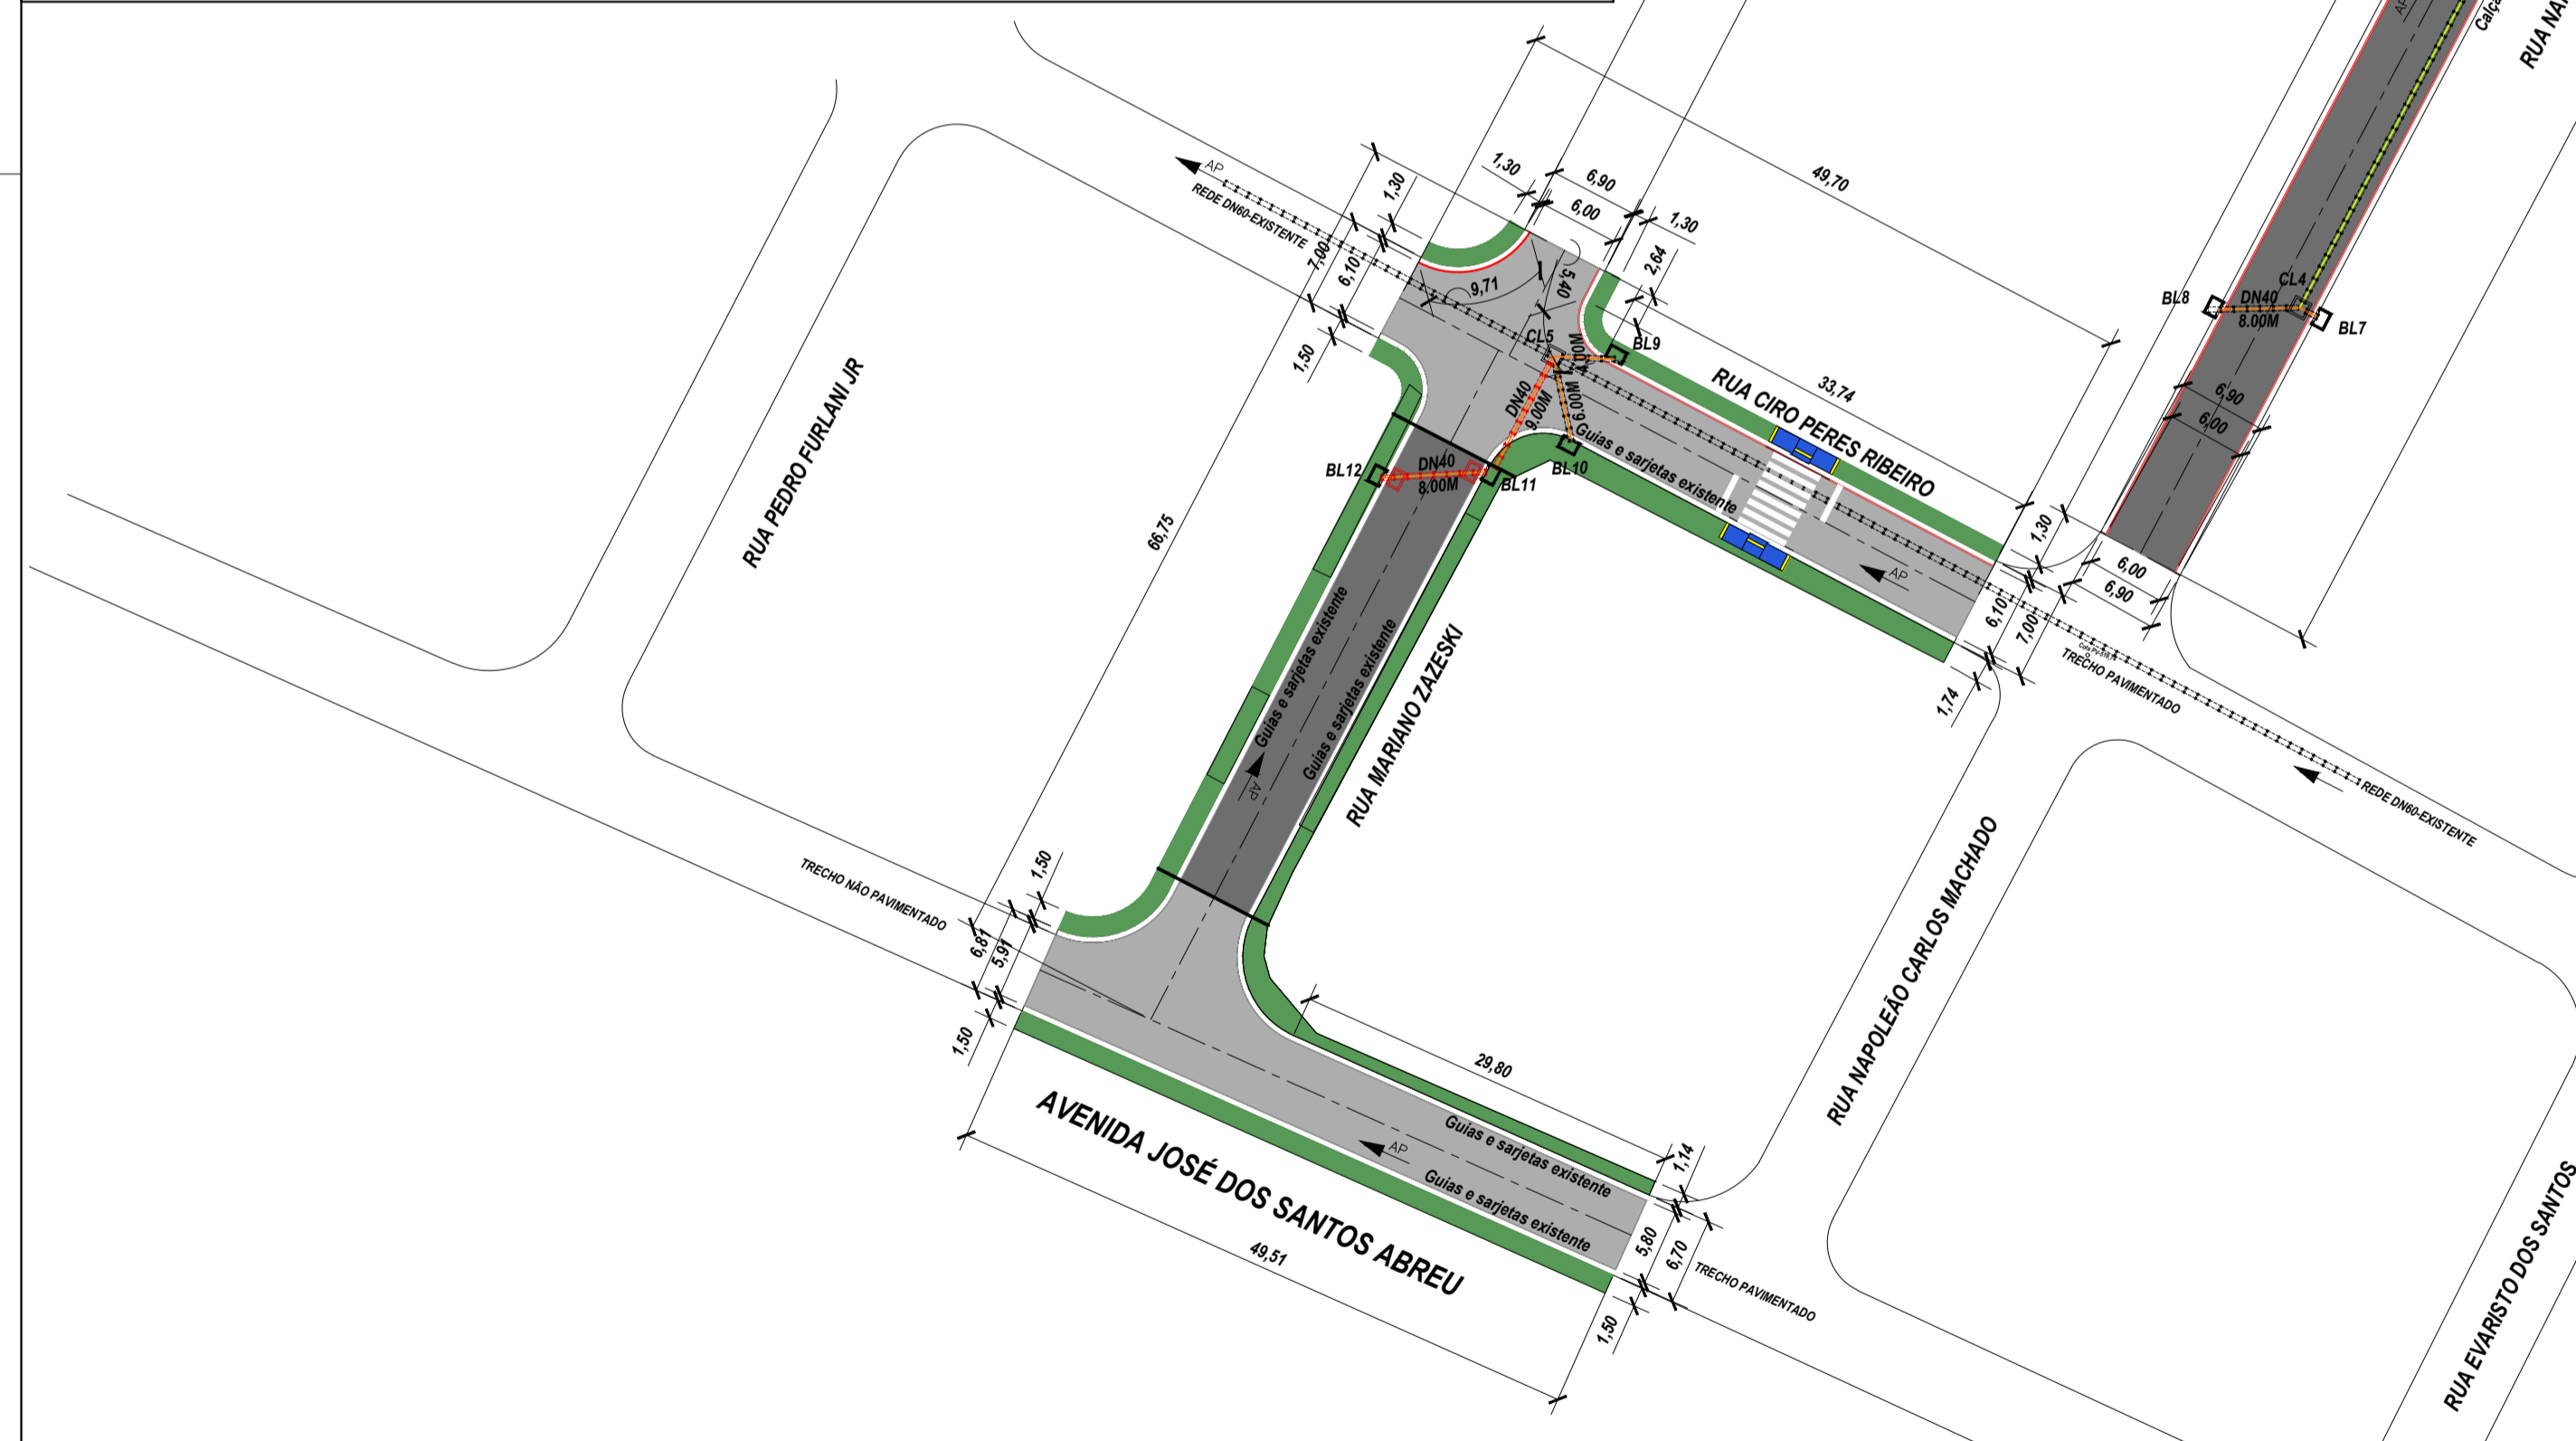 AP
Calça
RUA NA
AP
REDE DN60-EXISTENTE
1,30
7,00
6,10
1,50
1,30
6,90
6,00
1,30
2,64
49,70
9,71
5,40
CL5
BL9
4.00M
DN40
9.00M
6.00M
BL10
BL11
BL12
DN40
8.00M
RUA CIRO PERES RIBEIRO
33,74
Guias e sarjetas existente
AP
BL8
DN40
8.00M
CL4
BL7
6,90
6,00
1,30
6,00
6,90
6,10
7,00
1,74
TRECHO PAVIMENTADO
REDE DN60-EXISTENTE
RUA PEDRO FURLANI JR
66,75
Guias e sarjetas existente
Guias e sarjetas existente
AP
RUA MARIANO ZAZESKI
RUA NAPOLEÃO CARLOS MACHADO
RUA EVARISTO DOS SANTOS
TRECHO NÃO PAVIMENTADO
1,50
6,81
5,91
1,50
29,80
Guias e sarjetas existente
AP
Guias e sarjetas existente
AVENIDA JOSÉ DOS SANTOS ABREU
49,51
1,14
5,80
6,70
1,50
TRECHO PAVIMENTADO